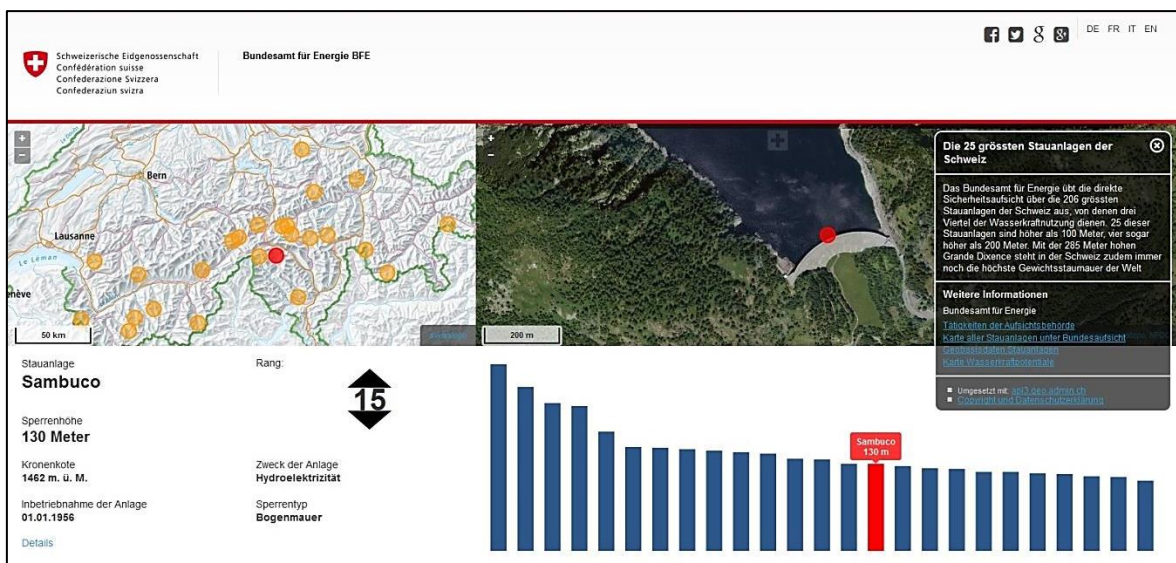 Schweizerische Eidgenossenschaft
Confédération suisse
Confederazione Svizzera
Confederaziun svizra
Bundesamt für Energie BFE
DE FR IT EN
Bern
Lausanne
Le Léman
nève
50 km
200 m
Die 25 grössten Stauanlagen der
Schweiz
Das Bundesamt für Energie übt die direkte
Sicherheitsaufsicht über die 206 grössten
Stauanlagen der Schweiz aus, von denen drei
Viertel der Wasserkraftnutzung dienen. 25 dieser
Stauanlagen sind höher als 100 Meter, vier sogar
höher als 200 Meter. Mit der 285 Meter hohen
Grande Dixence steht in der Schweiz zudem immer
noch die höchste Gewichtsstaumauer der Welt
Weitere Informationen
Bundesamt für Energie
Tätigkeiten der Aufsichtsbehörde
Karte aller Stauanlagen unter Bundesaufsicht
Geobasisdaten Stauanlagen
Karte Wasserkraftpotentiale
Umgesetzt mit: api3.geo.admin.ch
Copyright und Datenschutzerklärung
Stauanlage
Sambuco
Rang:
15
Sperrenhöhe
130 Meter
Kronenkote
1462 m. ü. M.
Zweck der Anlage
Hydroelektrizität
Inbetriebnahme der Anlage
01.01.1956
Sperrentyp
Bogenmauer
Details
Sambuco
130 m